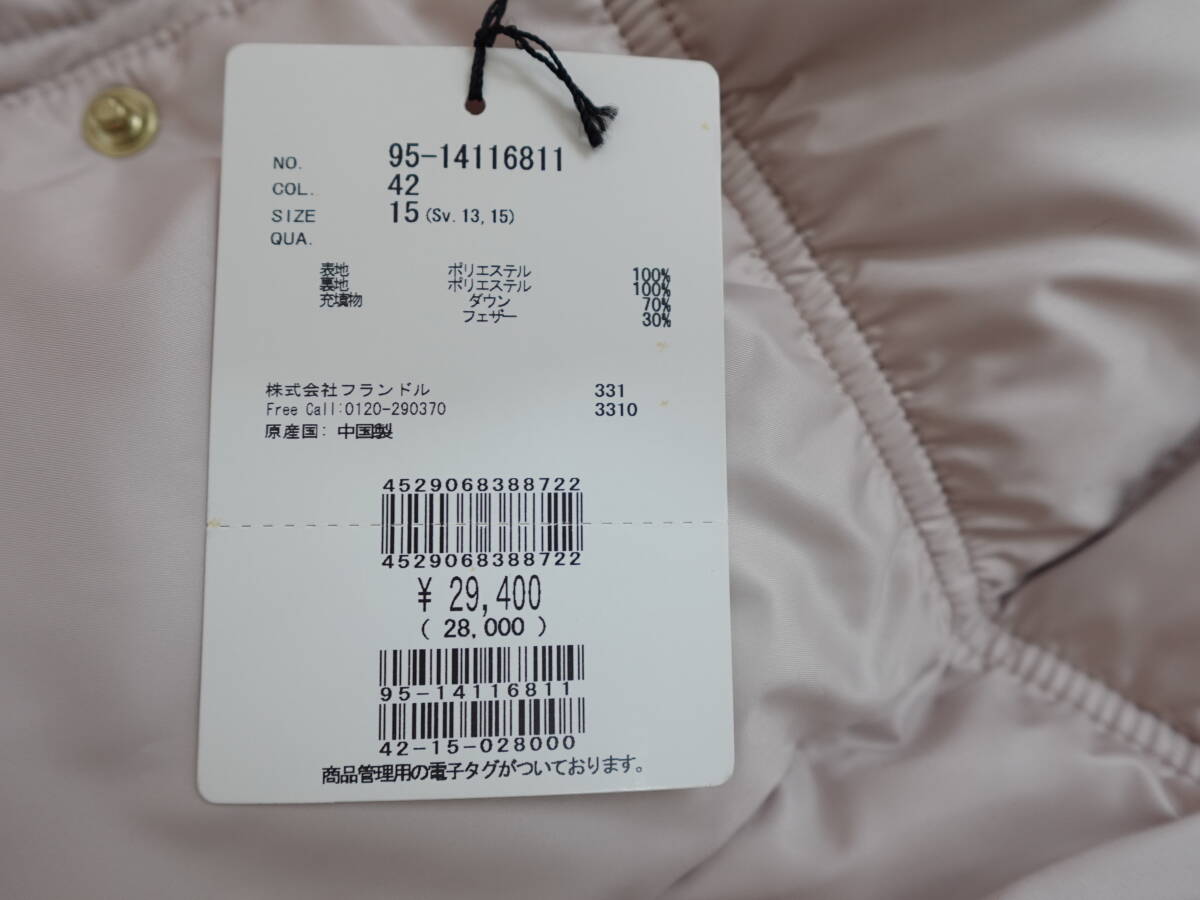 NO. 95-14116811
COL. 42
SIZE 15 (Sv. 13, 15)
QUA.
表地 ポリエステル 100%
裏地 ポリエステル 100%
充填物 ダウン 70%
フェザー 30%
株式会社フランドル 331
Free Call:0120-290370 3310
原産国: 中国製
4529068388722
4529068388722
¥ 29,400
( 28,000 )
95-14116811
42-15-028000
商品管理用の電子タグがついております。